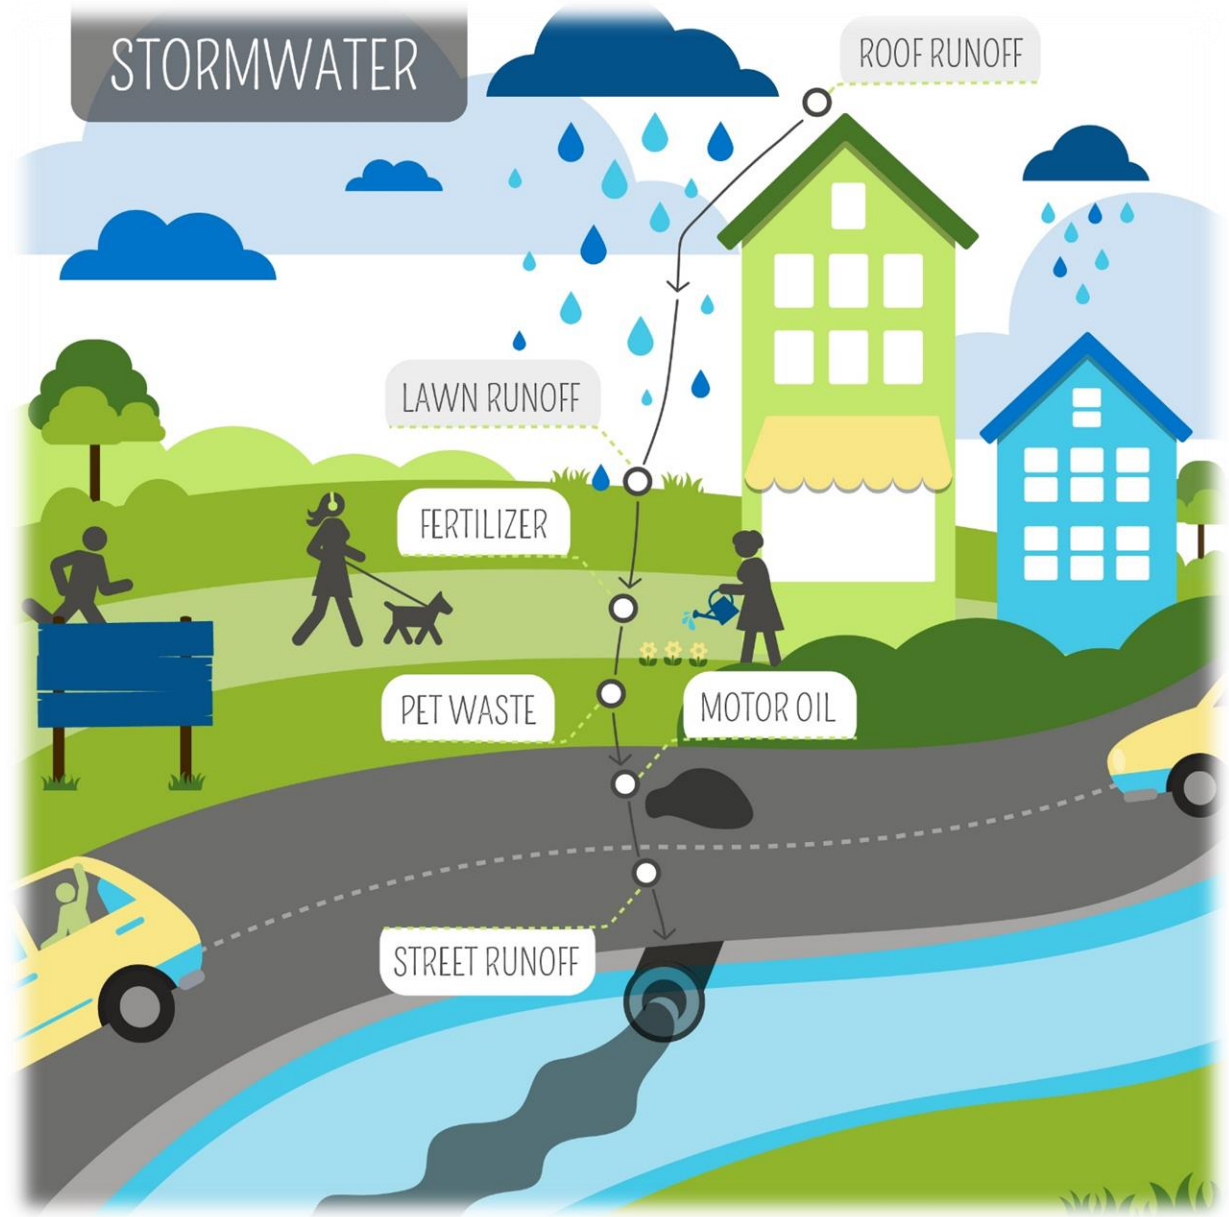 STORMWATER
ROOF RUNOFF
LAWN RUNOFF
FERTILIZER
PET WASTE
MOTOR OIL
STREET RUNOFF